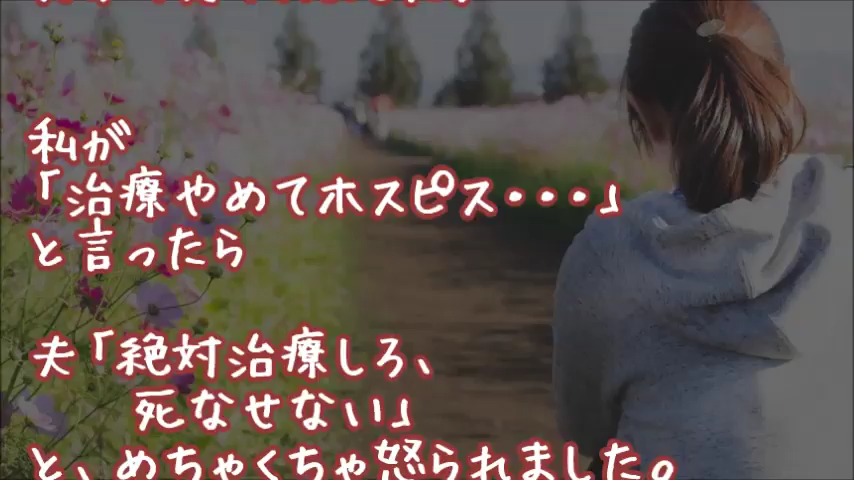 私が
「治療やめてホスピス・・・」
と言ったら
夫「絶対治療しろ、
死なせない」
と、めちゃくちゃ怒られました。